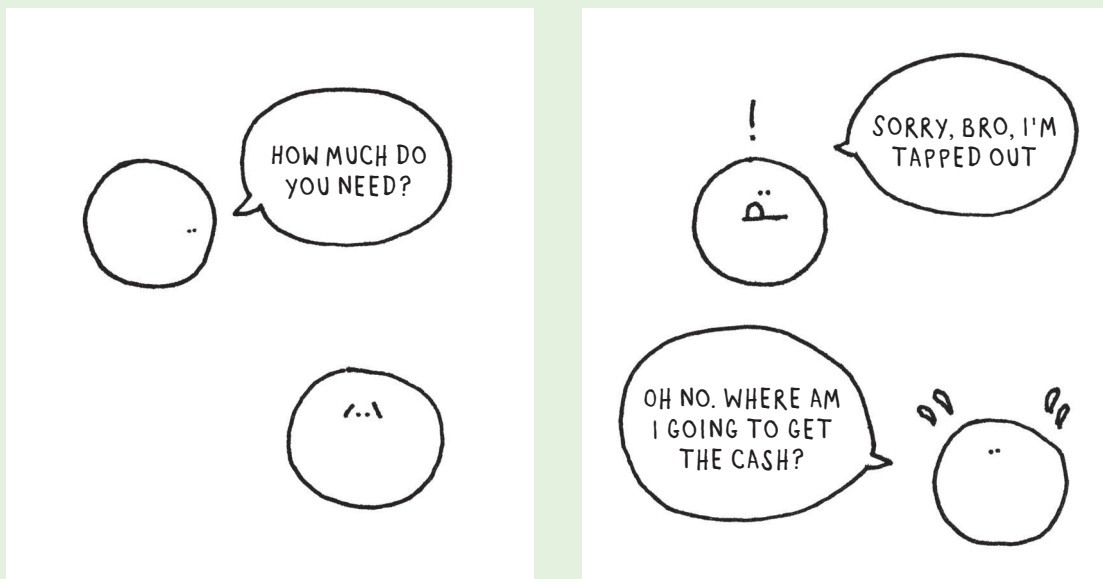 HOW MUCH DO
YOU NEED?
!
SORRY, BRO, I'M
TAPPED OUT
OH NO. WHERE AM
I GOING TO GET
THE CASH?